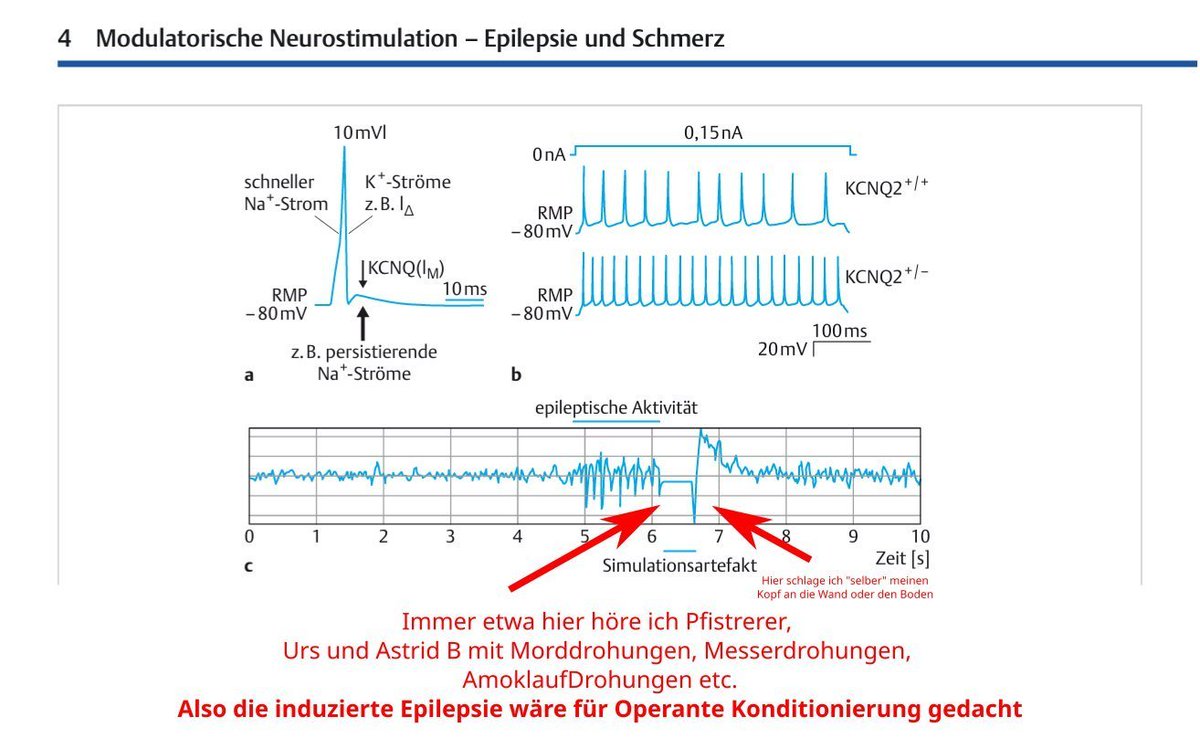 4 Modulatorische Neurostimulation – Epilepsie und Schmerz
10 mVl
schneller
Na⁺-Strom
K⁺-Ströme
z. B. I_Δ
KCNQ(I_M)
10 ms
RMP
–80 mV
z. B. persistierende
Na⁺-Ströme
a
0,15 nA
0 nA
KCNQ2⁺/⁺
RMP
–80 mV
KCNQ2⁺/⁻
RMP
–80 mV
100 ms
20 mV
b
epileptische Aktivität
0 1 2 3 4 5 6 7 8 9 10
Zeit [s]
Simulationsartefakt
c
Hier schlage ich "selber" meinen
Kopf an die Wand oder den Boden
Immer etwa hier höre ich Pfistrerer,
Urs und Astrid B mit Morddrohungen, Messerdrohungen,
AmoklaufDrohungen etc.
Also die induzierte Epilepsie wäre für Operante Konditionierung gedacht